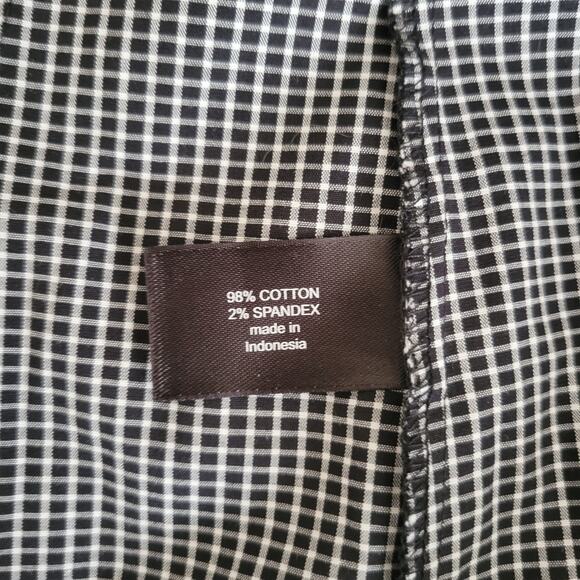 98% COTTON
2% SPANDEX
made in
Indonesia